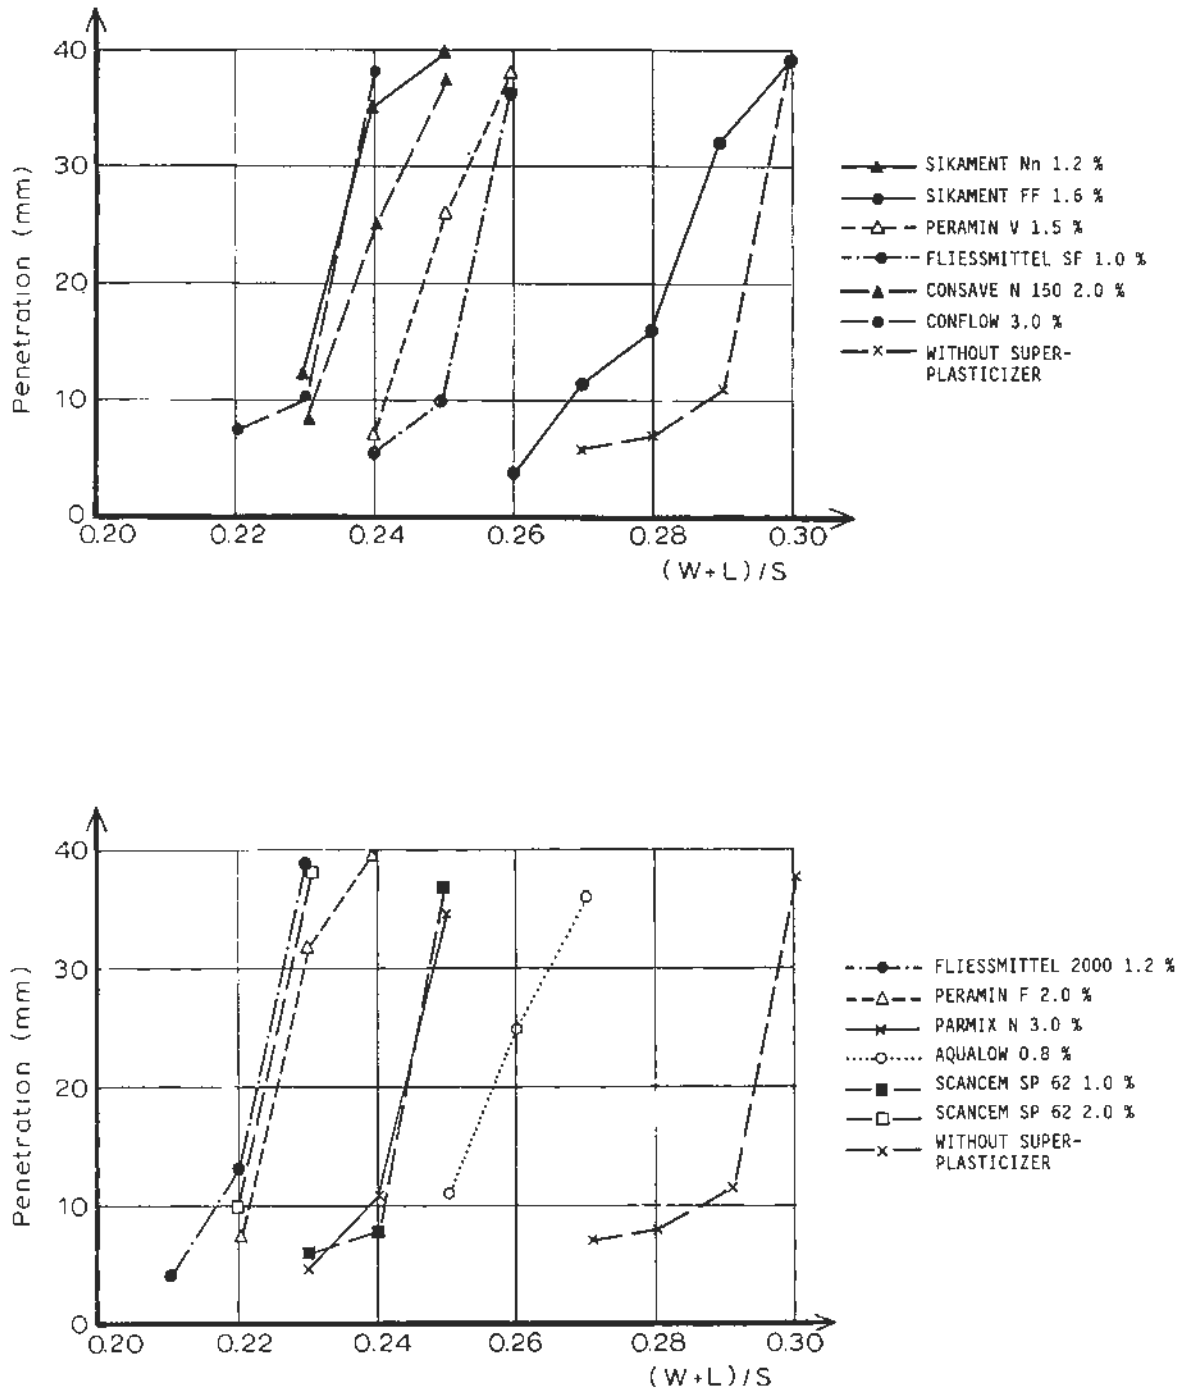 40
30
20
10
0
Penetration (mm)
0.20 0.22 0.24 0.26 0.28 0.30
(W+L)/S
SIKAMENT Nn 1.2 %
SIKAMENT FF 1.6 %
PERAMIN V 1.5 %
FLIESSMITTEL SF 1.0 %
CONSAVE N 150 2.0 %
CONFLOW 3.0 %
WITHOUT SUPER-
PLASTICIZER
40
30
20
10
0
Penetration (mm)
0.20 0.22 0.24 0.26 0.28 0.30
(W+L)/S
FLIESSMITTEL 2000 1.2 %
PERAMIN F 2.0 %
PARMIX N 3.0 %
AQUALOW 0.8 %
SCANCEM SP 62 1.0 %
SCANCEM SP 62 2.0 %
WITHOUT SUPER-
PLASTICIZER